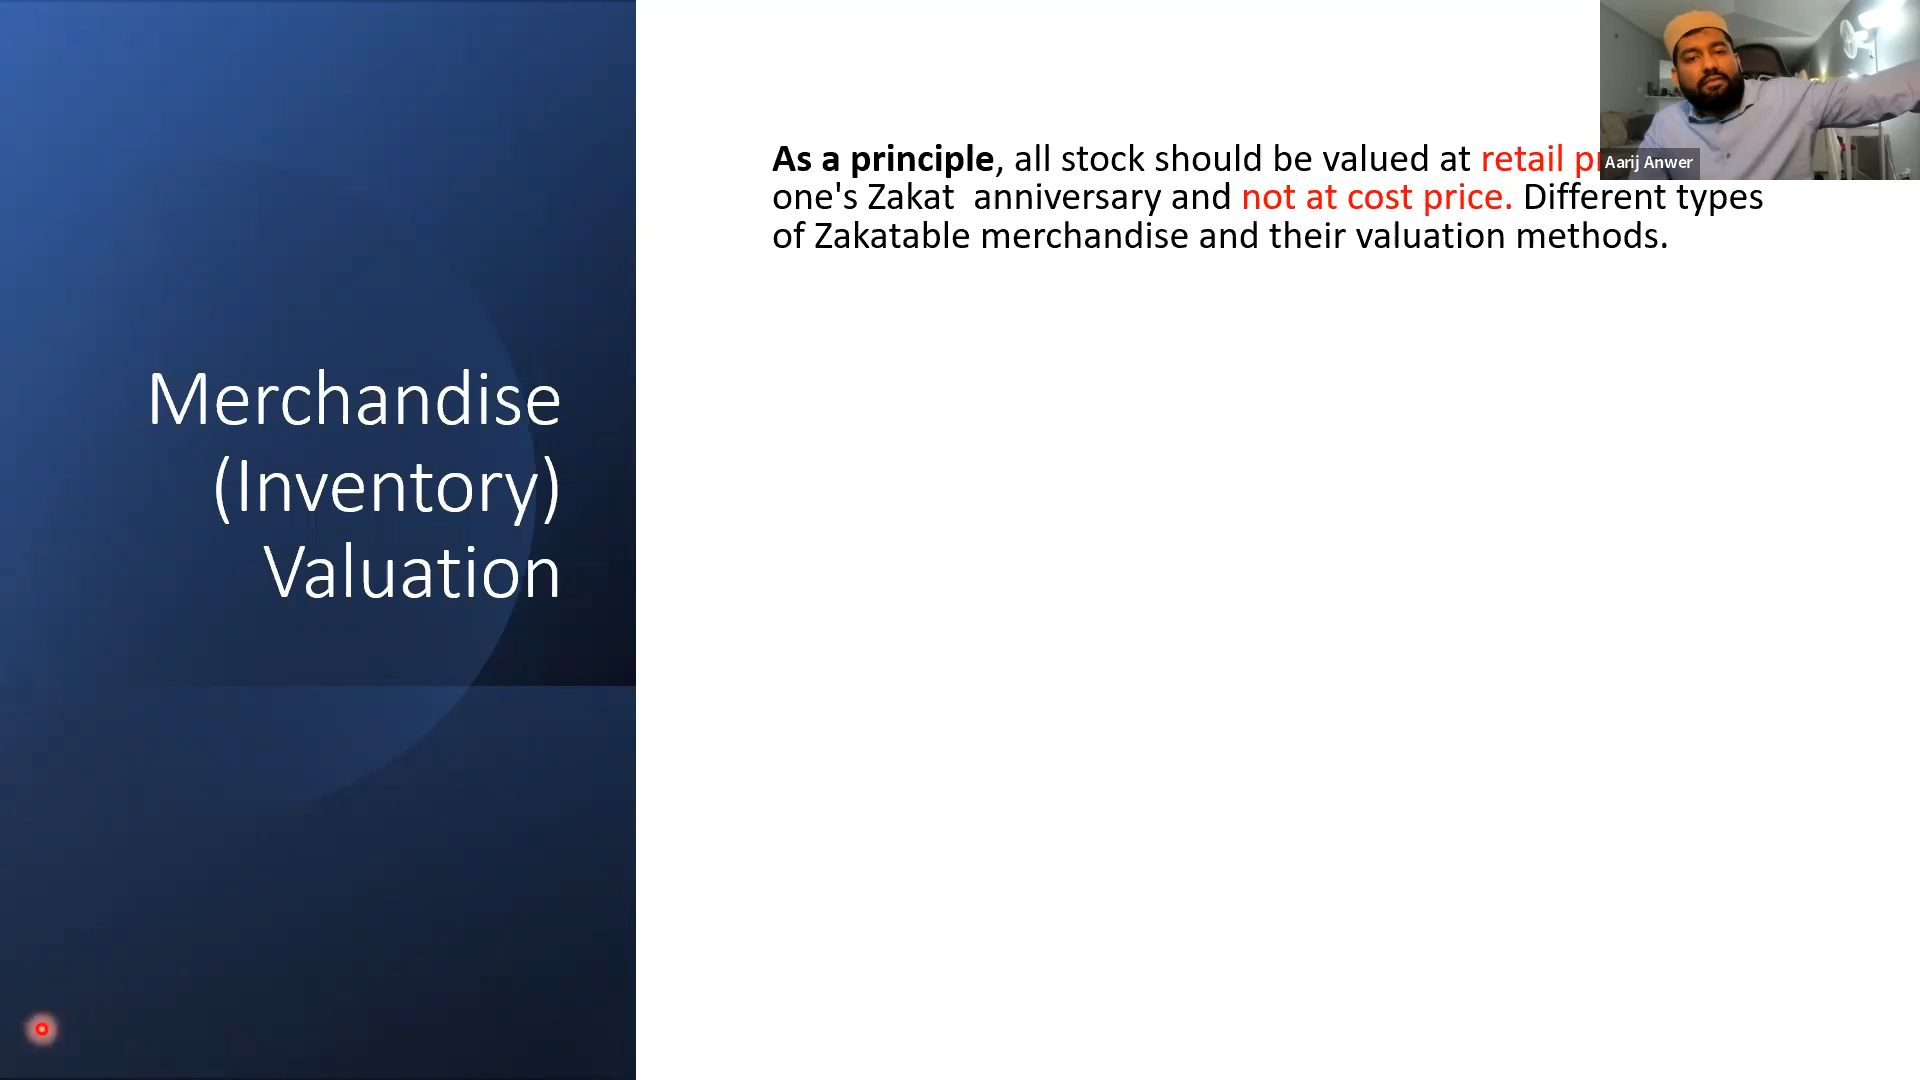 Merchandise
(Inventory)
Valuation
As a principle, all stock should be valued at retail
one's Zakat  anniversary and not at cost price. Different types
of Zakatable merchandise and their valuation methods.
Aarij Anwer